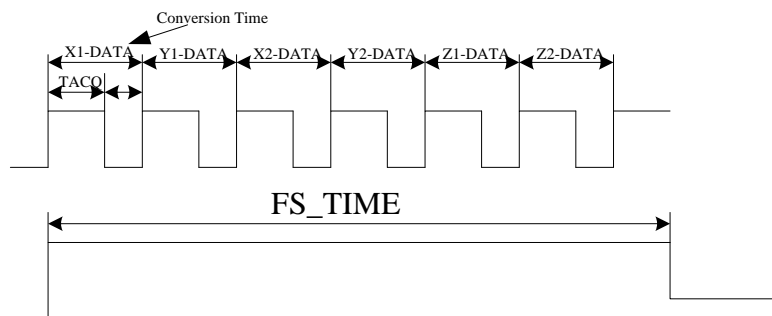 Conversion Time
X1-DATA Y1-DATA X2-DATA Y2-DATA Z1-DATA Z2-DATA
TACQ
FS_TIME